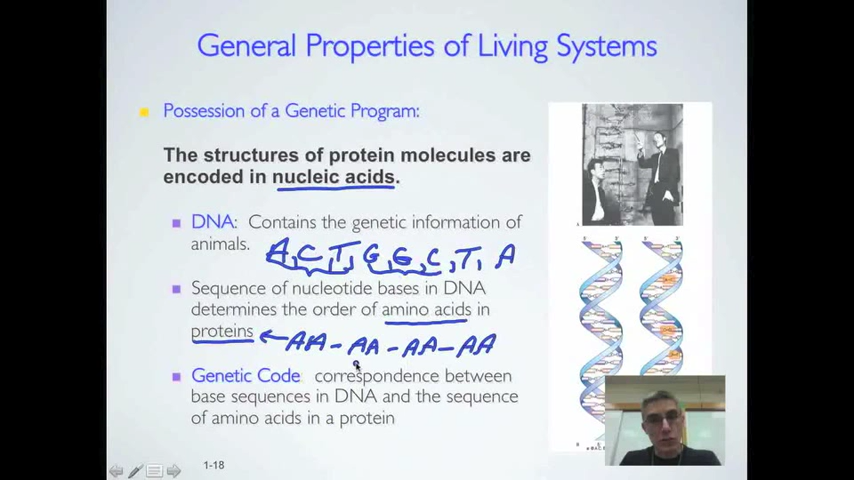 General Properties of Living Systems
Possession of a Genetic Program:
The structures of protein molecules are
encoded in nucleic acids.
DNA: Contains the genetic information of
animals.
A, C, T, G, G, C, T, A
Sequence of nucleotide bases in DNA
determines the order of amino acids in
proteins ← AA - AA - AA - AA
Genetic Code correspondence between
base sequences in DNA and the sequence
of amino acids in a protein
1-18